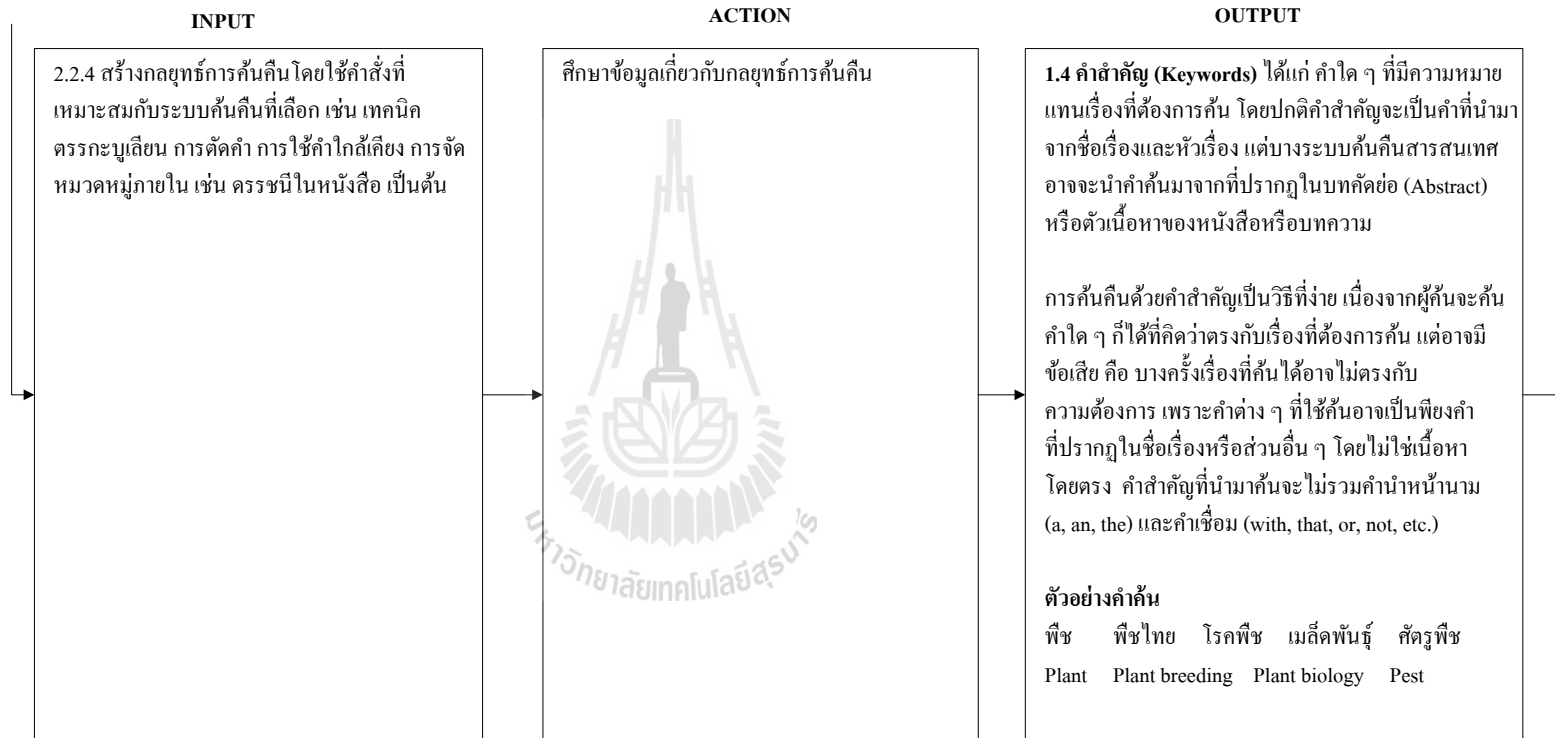 INPUT
ACTION
OUTPUT
2.2.4 สร้างกลยุทธ์การค้นคืนโดยใช้คำสั่งที่
เหมาะสมกับระบบค้นคืนที่เลือก เช่น เทคนิค
ตรรกะบูเลียน การตัดคำ การใช้คำใกล้เคียง การจัด
หมวดหมู่ภายใน เช่น ดรรชนีในหนังสือ เป็นต้น
ศึกษาข้อมูลเกี่ยวกับกลยุทธ์การค้นคืน
1.4 คำสำคัญ (Keywords) ได้แก่ คำใด ๆ ที่มีความหมาย
แทนเรื่องที่ต้องการค้น โดยปกติคำสำคัญจะเป็นคำที่นำมา
จากชื่อเรื่องและหัวเรื่อง แต่บางระบบค้นคืนสารสนเทศ
อาจจะนำคำค้นมาจากที่ปรากฏในบทคัดย่อ (Abstract)
หรือตัวเนื้อหาของหนังสือหรือบทความ
การค้นคืนด้วยคำสำคัญเป็นวิธีที่ง่าย เนื่องจากผู้ค้นจะค้น
คำใด ๆ ก็ได้ที่คิดว่าตรงกับเรื่องที่ต้องการค้น แต่อาจมี
ข้อเสีย คือ บางครั้งเรื่องที่ค้นได้อาจไม่ตรงกับ
ความต้องการ เพราะคำต่าง ๆ ที่ใช้ค้นอาจเป็นพียงคำ
ที่ปรากฏในชื่อเรื่องหรือส่วนอื่น ๆ โดยไม่ใช่เนื้อหา
โดยตรง คำสำคัญที่นำมาค้นจะไม่รวมคำนำหน้านาม
(a, an, the) และคำเชื่อม (with, that, or, not, etc.)
ตัวอย่างคำค้น
พืช พืชไทย โรคพืช เมล็ดพันธุ์ ศัตรูพืช
Plant Plant breeding Plant biology Pest
มหาวิทยาลัยเทคโนโลยีสุรนารี